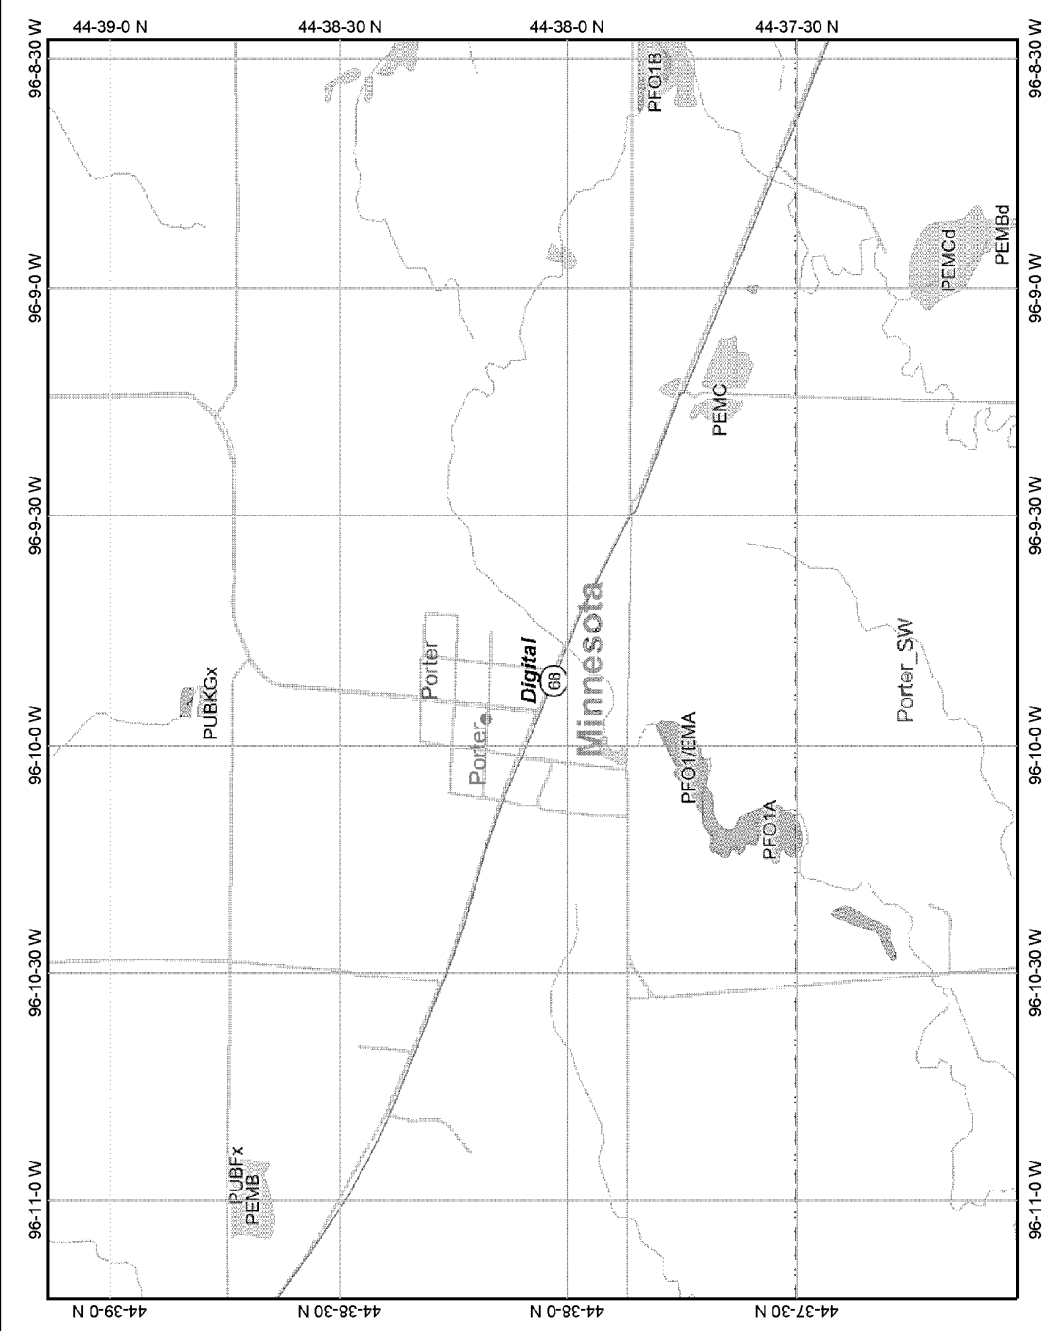 44-39-0 N
44-38-30 N
44-38-0 N
44-37-30 N
96-8-30 W
96-8-30 W
PFO1B
96-9-0 W
PEMCd
PEMBd
96-9-0 W
PEMC
96-9-30 W
96-9-30 W
Porter
Digital
68
Minnesota
Porter_SW
PUBKGx
96-10-0 W
Porter
PFO1/EMA
96-10-0 W
PFO1A
96-10-30 W
96-10-30 W
PUBFx
PEMB
96-11-0 W
96-11-0 W
44-39-0 N
44-38-30 N
44-38-0 N
44-37-30 N